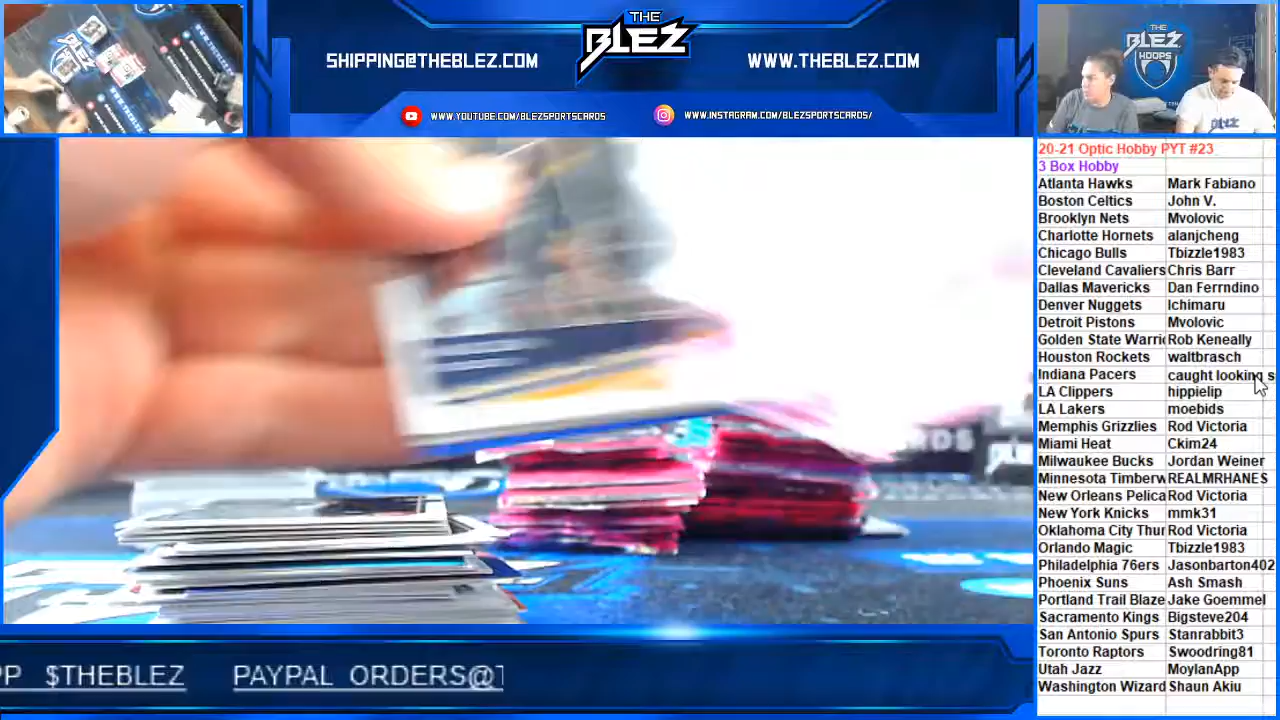 THE
BLEZ
SHIPPING@THEBLEZ.COM
WWW.THEBLEZ.COM
WWW.YOUTUBE.COM/BLEZSPORTSCARDS
WWW.INSTAGRAM.COM/BLEZSPORTSCARDS/
THE
BLEZ
HOOPS
20-21 Optic Hobby PYT #23
3 Box Hobby
Atlanta Hawks Mark Fabiano
Boston Celtics John V.
Brooklyn Nets Mvolovic
Charlotte Hornets alanjcheng
Chicago Bulls Tbizzle1983
Cleveland Cavaliers Chris Barr
Dallas Mavericks Dan Ferrndino
Denver Nuggets Ichimaru
Detroit Pistons Mvolovic
Golden State Warri Rob Keneally
Houston Rockets waltbrasch
Indiana Pacers caught looking s
LA Clippers hippielip
LA Lakers moebids
Memphis Grizzlies Rod Victoria
Miami Heat Ckim24
Milwaukee Bucks Jordan Weiner
Minnesota Timberw REALMRHANES
New Orleans Pelica Rod Victoria
New York Knicks mmk31
Oklahoma City Thur Rod Victoria
Orlando Magic Tbizzle1983
Philadelphia 76ers Jasonbarton402
Phoenix Suns Ash Smash
Portland Trail Blaze Jake Goemmel
Sacramento Kings Bigsteve204
San Antonio Spurs Stanrabbit3
Toronto Raptors Swoodring81
Utah Jazz MoylanApp
Washington Wizard Shaun Akiu
PP $THEBLEZ PAYPAL ORDERS@T